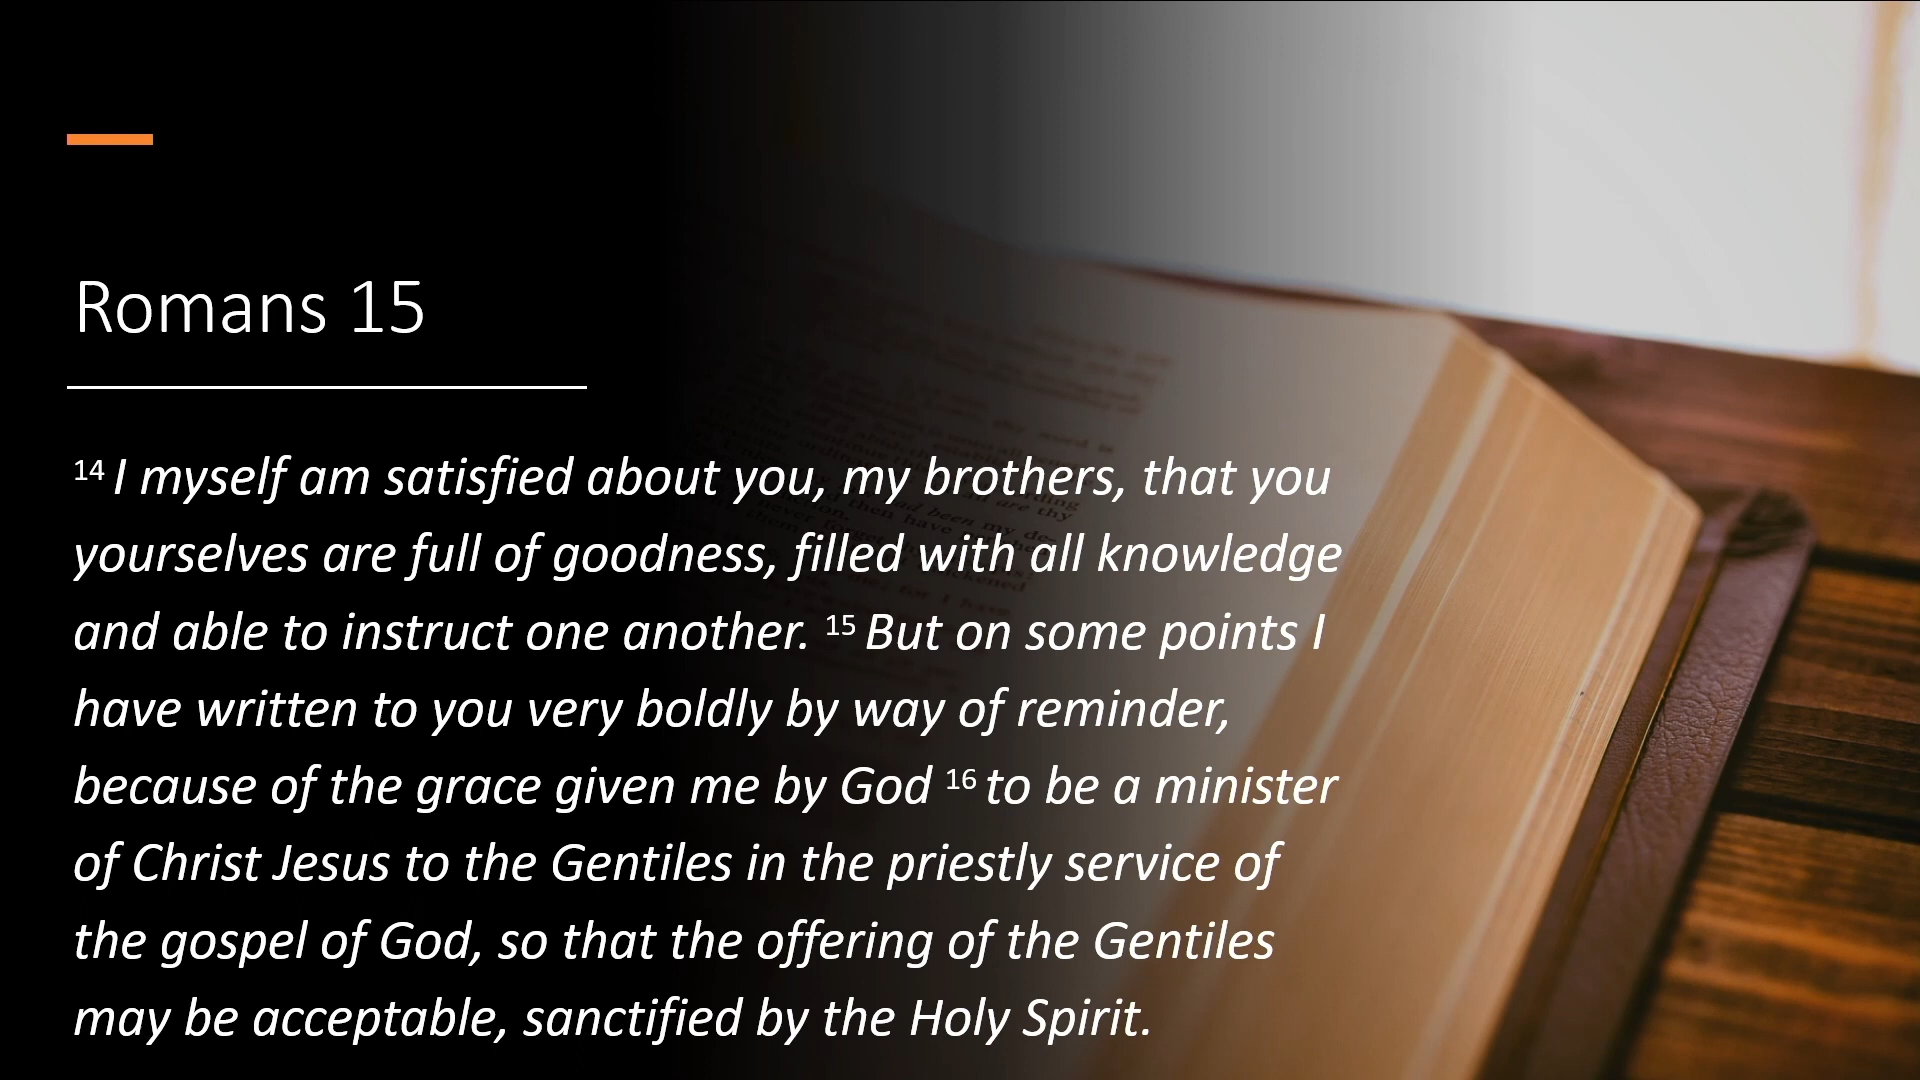 Romans 15
14 I myself am satisfied about you, my brothers, that you
yourselves are full of goodness, filled with all knowledge
and able to instruct one another. 15 But on some points I
have written to you very boldly by way of reminder,
because of the grace given me by God 16 to be a minister
of Christ Jesus to the Gentiles in the priestly service of
the gospel of God, so that the offering of the Gentiles
may be acceptable, sanctified by the Holy Spirit.